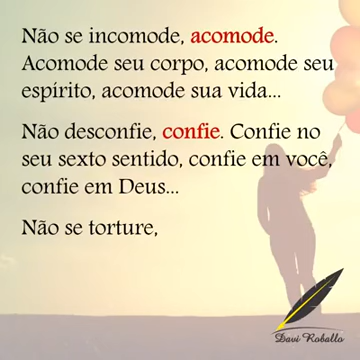 Não se incomode, acomode.
Acomode seu corpo, acomode seu
espírito, acomode sua vida...
Não desconfie, confie. Confie no
seu sexto sentido, confie em você,
confie em Deus...
Não se torture,
Davi Roballo